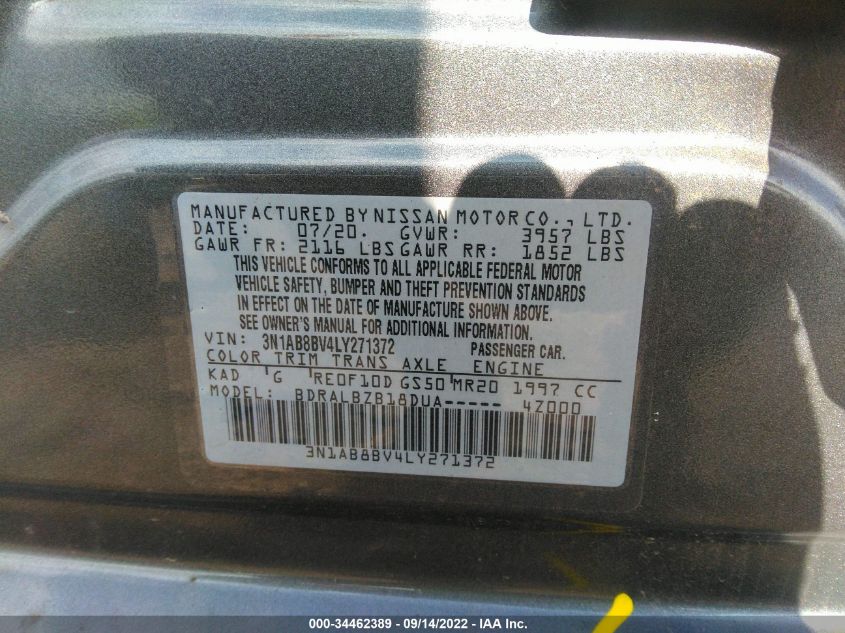 MANUFACTURED BY NISSAN MOTOR CO., LTD.
DATE: 07/20. GVWR: 3957 LBS
GAWR FR: 2116 LBS GAWR RR: 1852 LBS
THIS VEHICLE CONFORMS TO ALL APPLICABLE FEDERAL MOTOR
VEHICLE SAFETY, BUMPER AND THEFT PREVENTION STANDARDS
IN EFFECT ON THE DATE OF MANUFACTURE SHOWN ABOVE.
SEE OWNER'S MANUAL FOR ADDITIONAL INFORMATION.
VIN: 3N1AB8BV4LY271372 PASSENGER CAR.
COLOR TRIM TRANS AXLE ENGINE
KAD G RE0F10D GS50 MR20 1997 CC
MODEL: BDRALBZB18DUA----- 4Z000
3N1AB8BV4LY271372
000-34462389 - 09/14/2022 - IAA Inc.